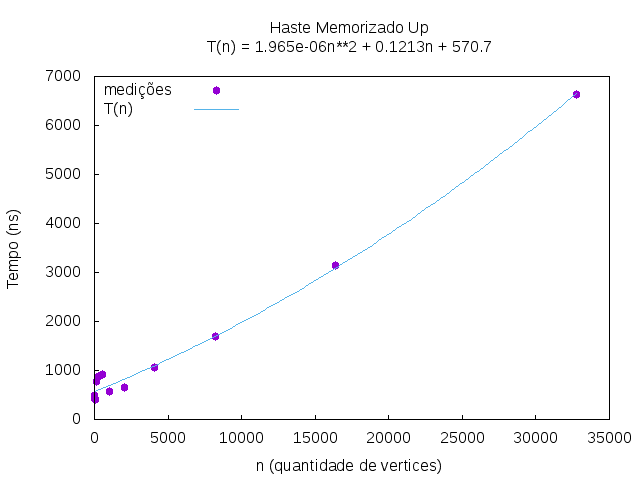 Haste Memorizado Up
T(n) = 1.965e-06n**2 + 0.1213n + 570.7
medições
T(n)
7000
6000
5000
4000
3000
2000
1000
0
Tempo (ns)
0 5000 10000 15000 20000 25000 30000 35000
n (quantidade de vertices)